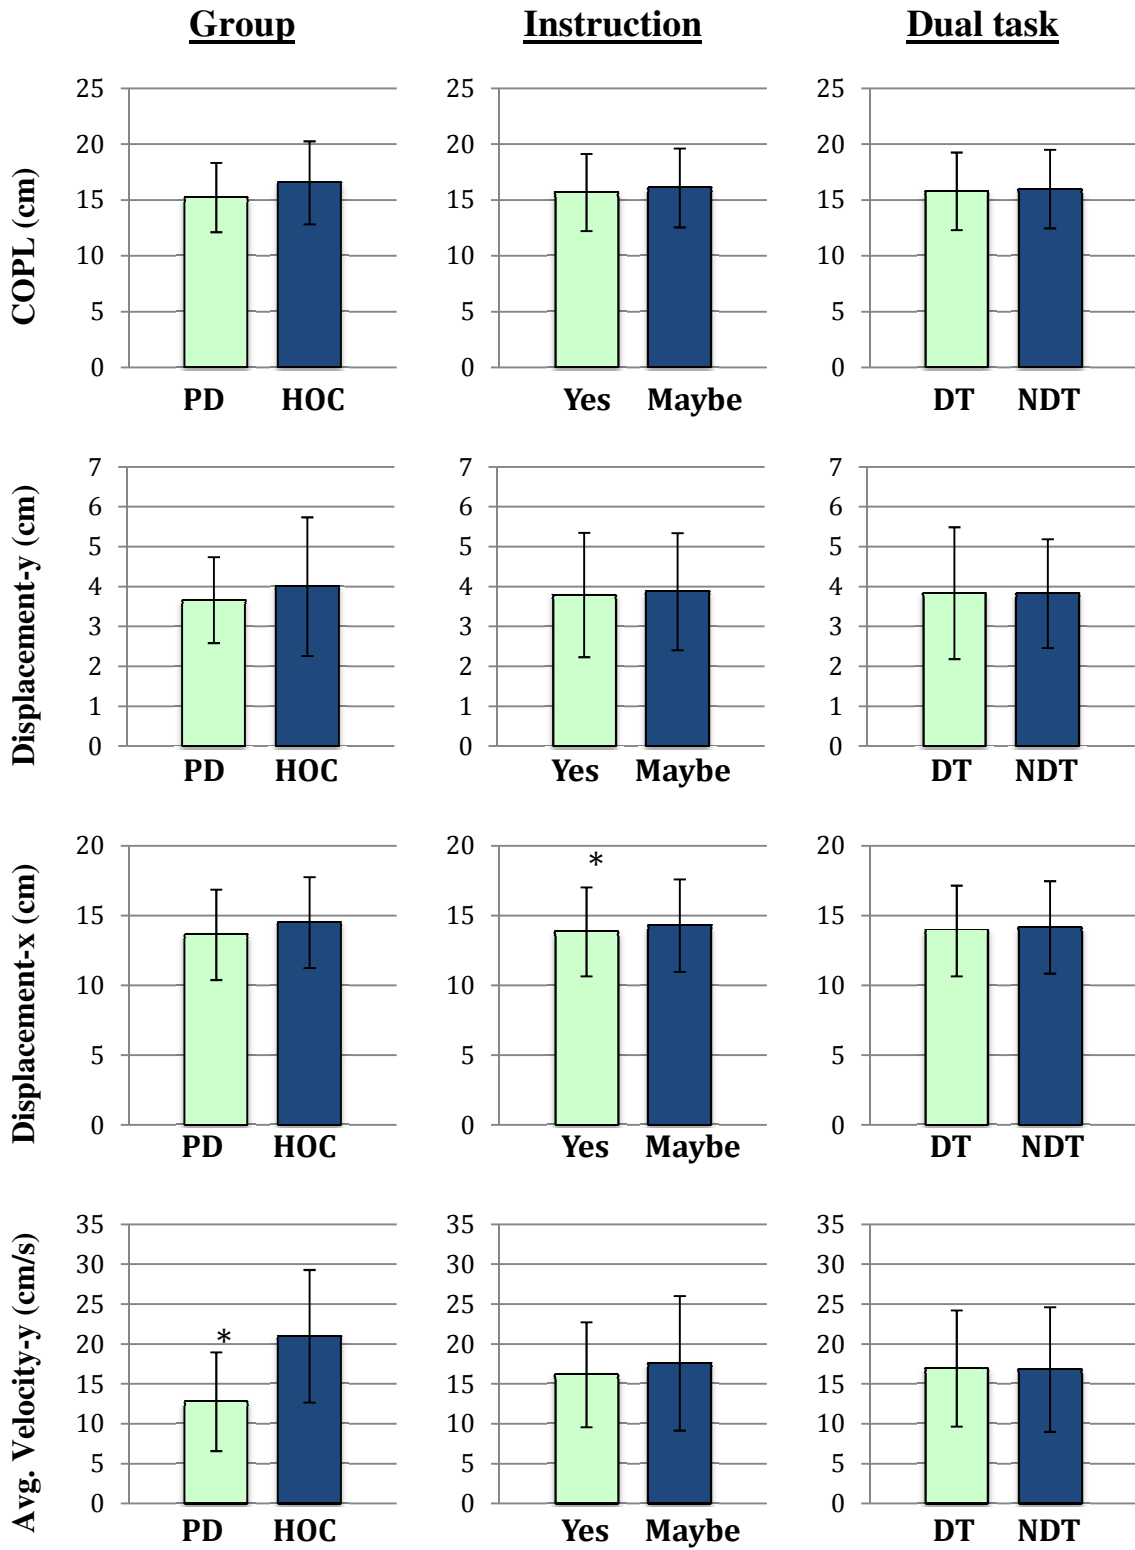 Group Instruction Dual task
COPL (cm)
25 25 25
20 20 20
15 15 15
10 10 10
5 5 5
0 0 0
PD HOC Yes Maybe DT NDT
Displacement-y (cm)
7 7 7
6 6 6
5 5 5
4 4 4
3 3 3
2 2 2
1 1 1
0 0 0
PD HOC Yes Maybe DT NDT
Displacement-x (cm)
20 20 20
*
15 15 15
10 10 10
5 5 5
0 0 0
PD HOC Yes Maybe DT NDT
Avg. Velocity-y (cm/s)
35 35 35
30 30 30
25 25 25
20 20 20
*
15 15 15
10 10 10
5 5 5
0 0 0
PD HOC Yes Maybe DT NDT